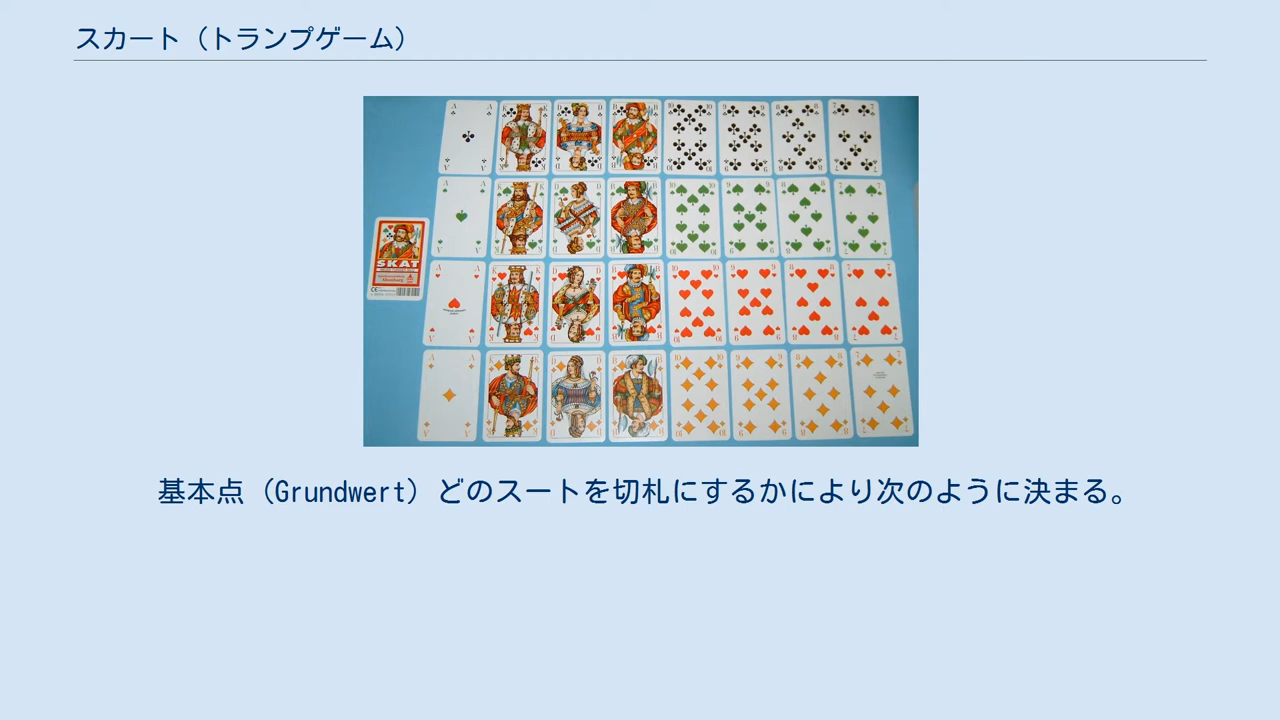 スカート（トランプゲーム）
SKAT
基本点（Grundwert）どのスートを切札にするかにより次のように決まる。